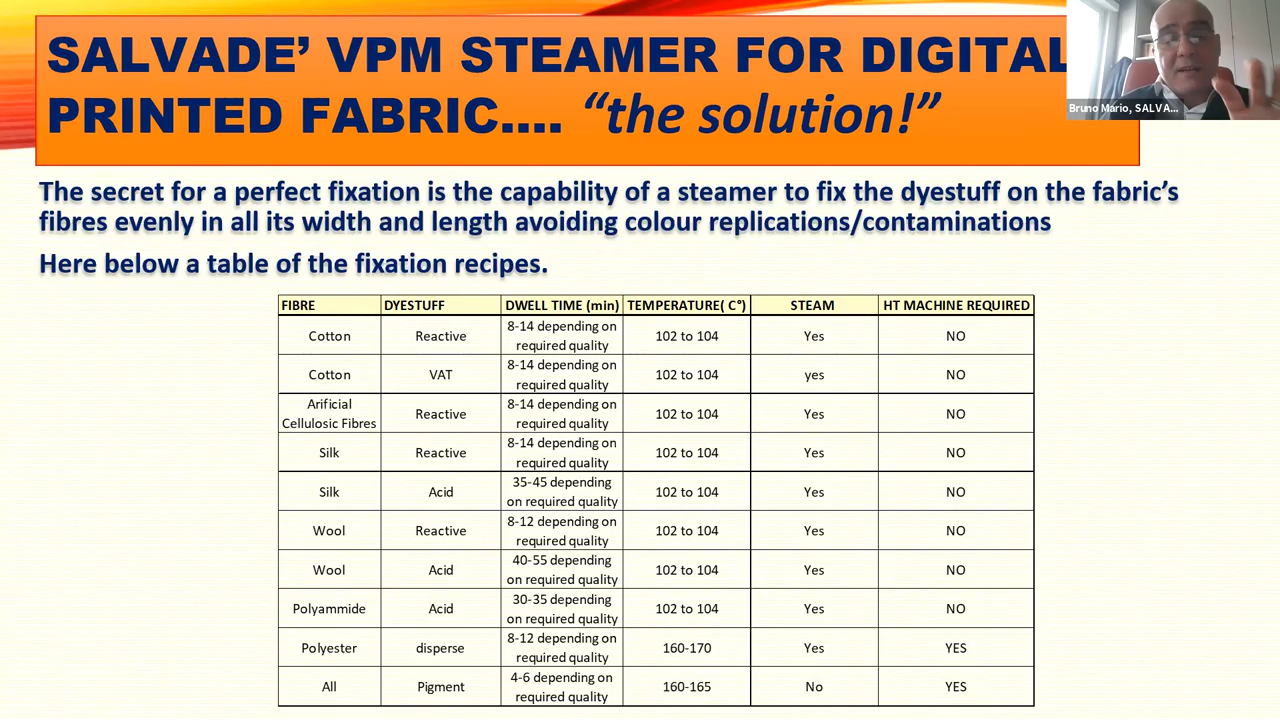 SALVADE’ VPM STEAMER FOR DIGITAL
PRINTED FABRIC.... “the solution!”
Bruno Mario, SALVA...
The secret for a perfect fixation is the capability of a steamer to fix the dyestuff on the fabric’s
fibres evenly in all its width and length avoiding colour replications/contaminations
Here below a table of the fixation recipes.
FIBRE DYESTUFF DWELL TIME (min) TEMPERATURE( C°) STEAM HT MACHINE REQUIRED
Cotton Reactive 8-14 depending on required quality 102 to 104 Yes NO
Cotton VAT 8-14 depending on required quality 102 to 104 yes NO
Arificial Cellulosic Fibres Reactive 8-14 depending on required quality 102 to 104 Yes NO
Silk Reactive 8-14 depending on required quality 102 to 104 Yes NO
Silk Acid 35-45 depending on required quality 102 to 104 Yes NO
Wool Reactive 8-12 depending on required quality 102 to 104 Yes NO
Wool Acid 40-55 depending on required quality 102 to 104 Yes NO
Polyammide Acid 30-35 depending on required quality 102 to 104 Yes NO
Polyester disperse 8-12 depending on required quality 160-170 Yes YES
All Pigment 4-6 depending on required quality 160-165 No YES